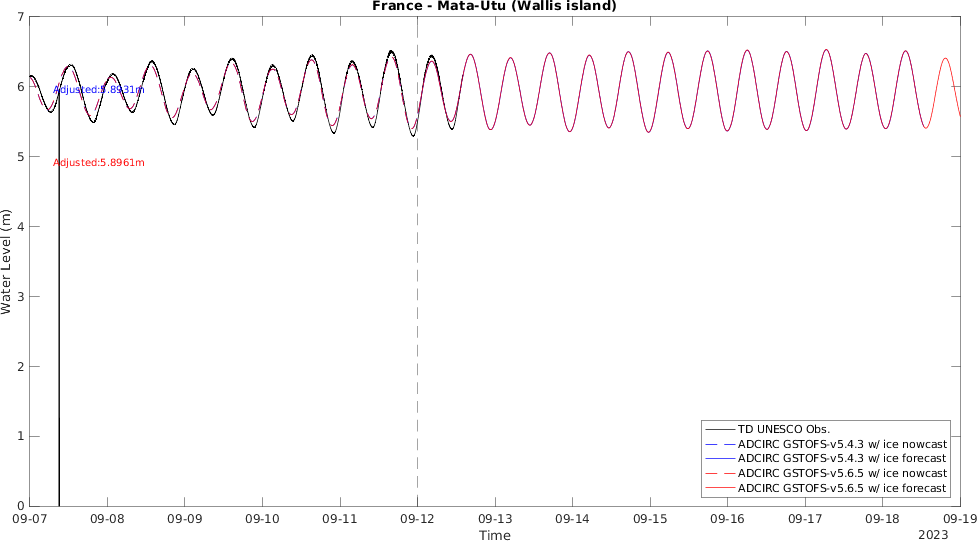 France - Mata-Utu (Wallis island)
7
6
5
4
3
2
1
0
Water Level (m)
Adjusted:5.8931m
Adjusted:5.8961m
TD UNESCO Obs.
ADCIRC GSTOFS-v5.4.3 w/ ice nowcast
ADCIRC GSTOFS-v5.4.3 w/ ice forecast
ADCIRC GSTOFS-v5.6.5 w/ ice nowcast
ADCIRC GSTOFS-v5.6.5 w/ ice forecast
09-07 09-08 09-09 09-10 09-11 09-12 09-13 09-14 09-15 09-16 09-17 09-18 09-19
Time
2023